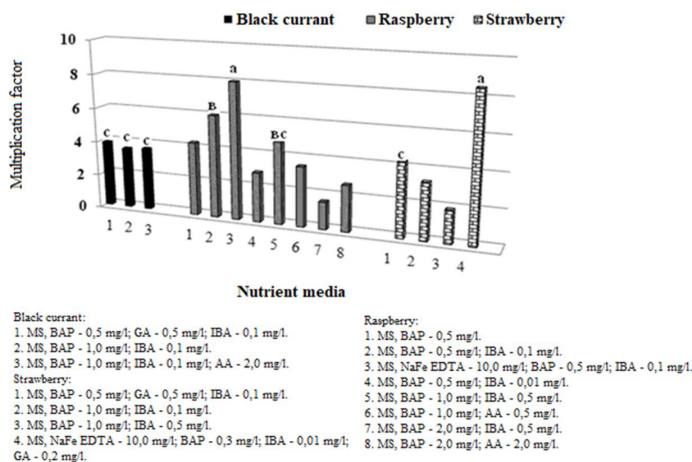 Black currant Raspberry Strawberry
Multiplication factor
10
8
6
4
2
0
c c c B a B C c a
1 2 3 1 2 3 4 5 6 7 8 1 2 3 4
Nutrient media
Black currant:
1. MS, BAP - 0,5 mg/l; GA - 0,5 mg/l; IBA - 0,1 mg/l.
2. MS, BAP - 1,0 mg/l; IBA - 0,1 mg/l.
3. MS, BAP - 1,0 mg/l; IBA - 0,1 mg/l; AA - 2,0 mg/l.
Strawberry:
1. MS, BAP - 0,5 mg/l; GA - 0,5 mg/l; IBA - 0,1 mg/l.
2. MS, BAP - 1,0 mg/l; IBA - 0,1 mg/l.
3. MS, BAP - 1,0 mg/l; IBA - 0,5 mg/l.
4. MS, NaFe EDTA - 10,0 mg/l; BAP - 0,3 mg/l; IBA - 0,01 mg/l;
GA - 0,2 mg/l.
Raspberry:
1. MS, BAP - 0,5 mg/l.
2. MS, BAP - 0,5 mg/l; IBA - 0,1 mg/l.
3. MS, NaFe EDTA - 10,0 mg/l; BAP - 0,5 mg/l; IBA - 0,1 mg/l.
4. MS, BAP - 0,5 mg/l; IBA - 0,01 mg/l.
5. MS, BAP - 1,0 mg/l; IBA - 0,5 mg/l.
6. MS, BAP - 1,0 mg/l; AA - 0,5 mg/l.
7. MS, BAP - 2,0 mg/l; IBA - 0,5 mg/l.
8. MS, BAP - 2,0 mg/l; AA - 2,0 mg/l.